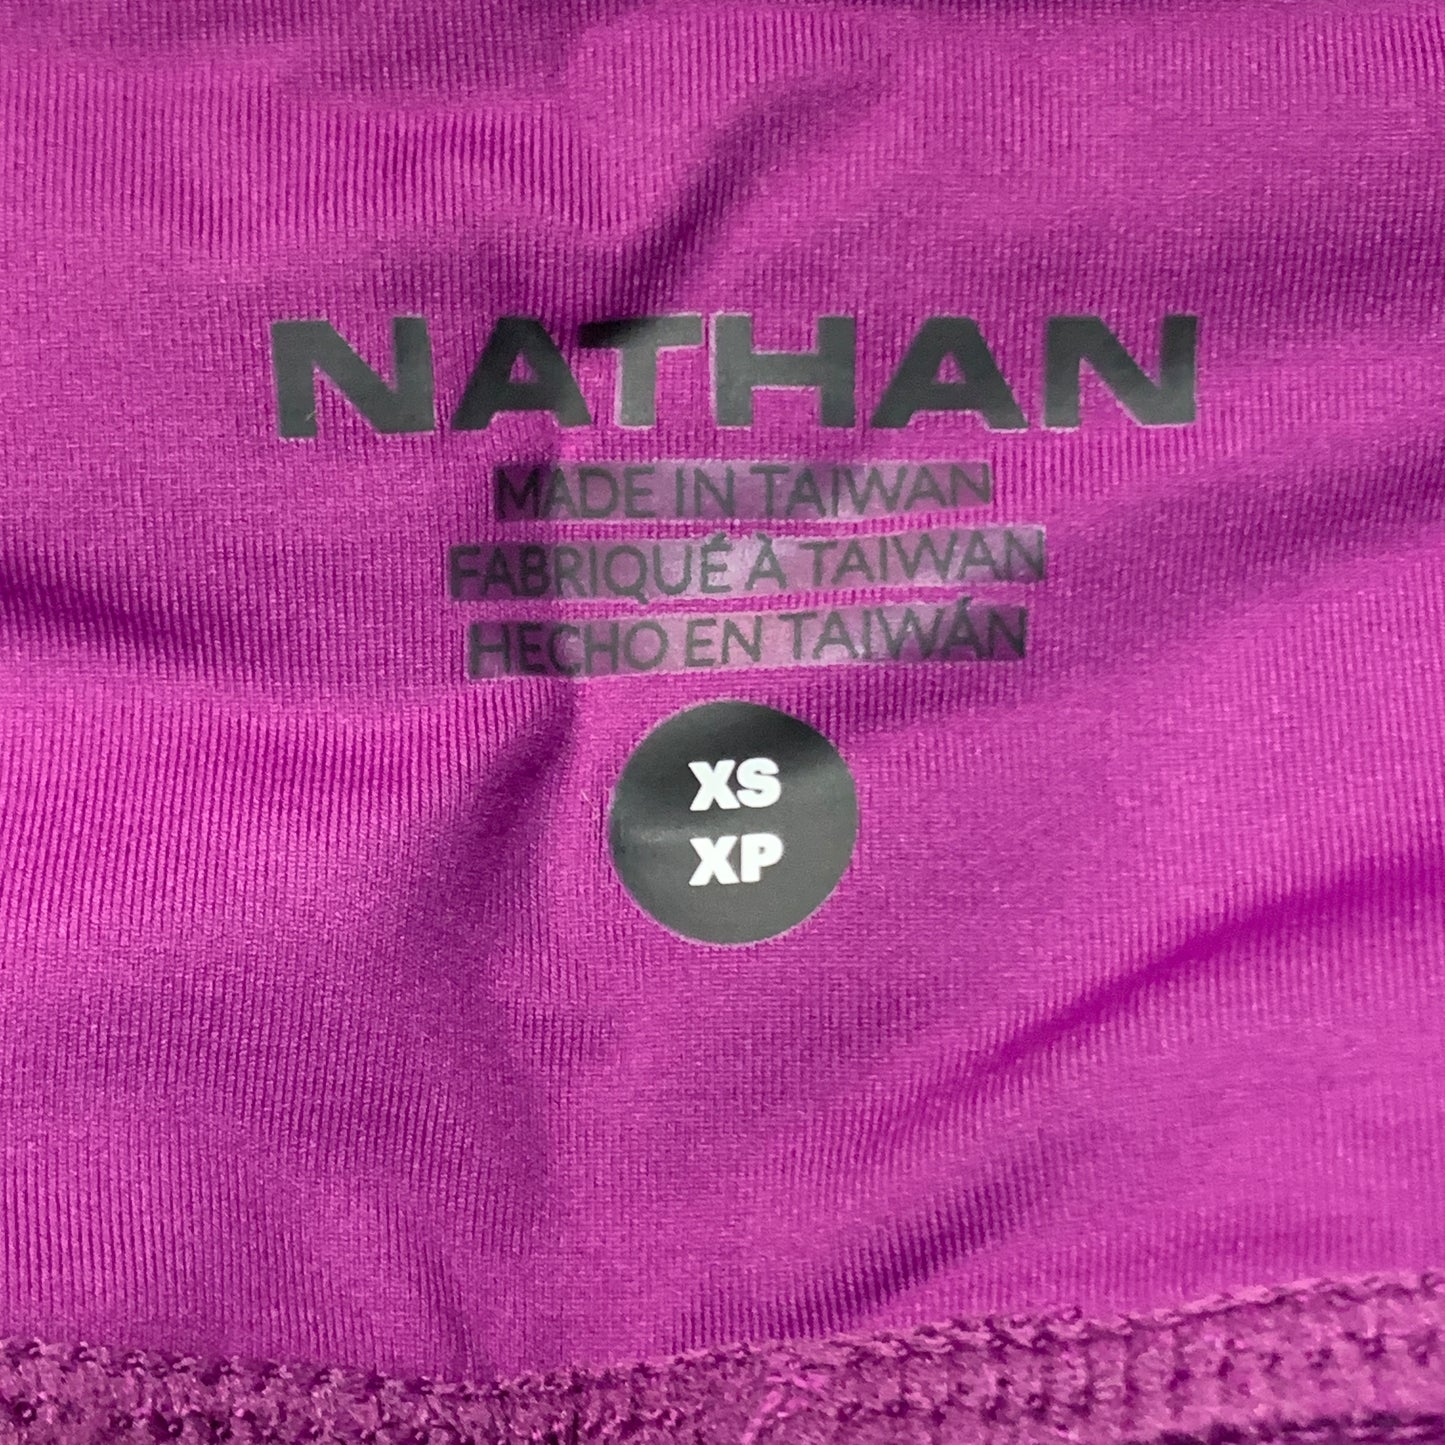 NATHAN
MADE IN TAIWAN
FABRIQUÉ À TAIWAN
HECHO EN TAIWÁN
XS
XP